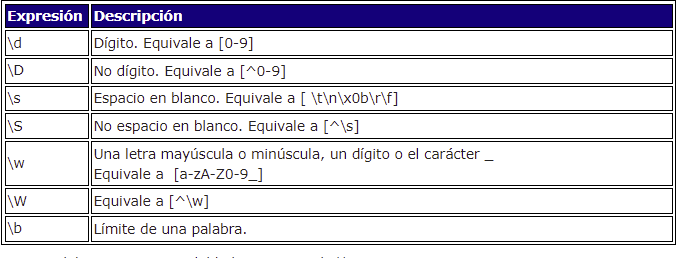 Expresión Descripción
\d Dígito. Equivale a [0-9]
\D No dígito. Equivale a [^0-9]
\s Espacio en blanco. Equivale a [ \t\n\x0b\r\f]
\S No espacio en blanco. Equivale a [^\s]
\w Una letra mayúscula o minúscula, un dígito o el carácter _
Equivale a  [a-zA-Z0-9_]
\W Equivale a [^\w]
\b Límite de una palabra.